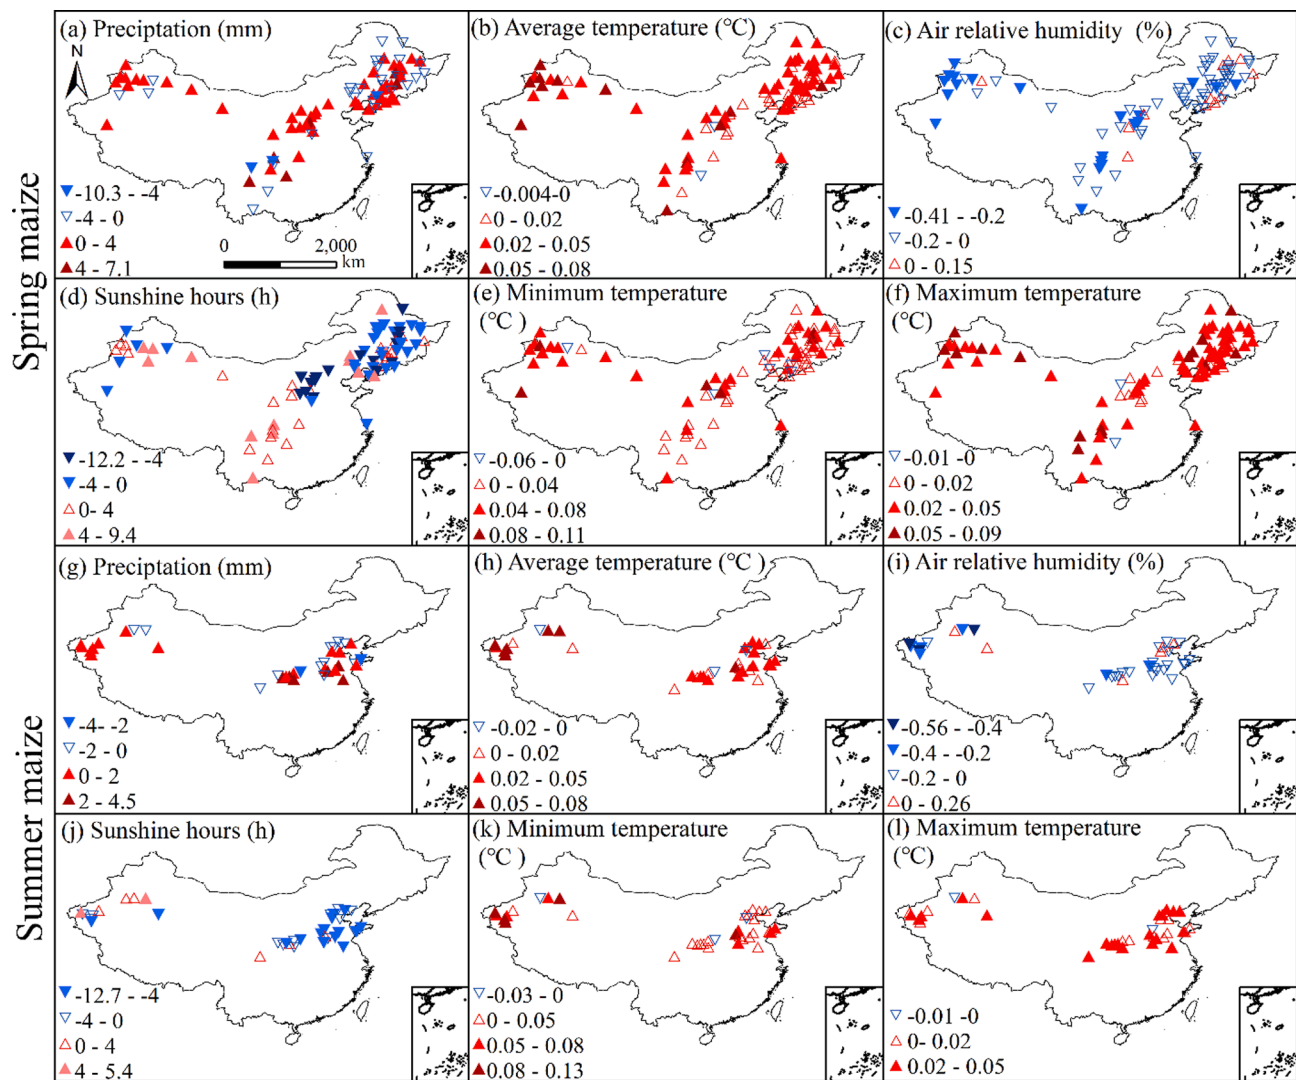 Spring maize
(a) Preciptation (mm)
N
-10.3 - -4
-4 - 0
0 - 4
4 - 7.1
0 2,000
km
(b) Average temperature (℃)
-0.004-0
0 - 0.02
0.02 - 0.05
0.05 - 0.08
(c) Air relative humidity (%)
-0.41 - -0.2
-0.2 - 0
0 - 0.15
(d) Sunshine hours (h)
-12.2 - -4
-4 - 0
0- 4
4 - 9.4
(e) Minimum temperature
(℃ )
-0.06 - 0
0 - 0.04
0.04 - 0.08
0.08 - 0.11
(f) Maximum temperature
(℃)
-0.01 -0
0 - 0.02
0.02 - 0.05
0.05 - 0.09
Summer maize
(g) Preciptation (mm)
-4- -2
-2 - 0
0 - 2
2 - 4.5
(h) Average temperature (℃ )
-0.02 - 0
0 - 0.02
0.02 - 0.05
0.05 - 0.08
(i) Air relative humidity (%)
-0.56 - -0.4
-0.4 - -0.2
-0.2 - 0
0 - 0.26
(j) Sunshine hours (h)
-12.7 - -4
-4 - 0
0 - 4
4 - 5.4
(k) Minimum temperature
(℃ )
-0.03 - 0
0 - 0.05
0.05 - 0.08
0.08 - 0.13
(l) Maximum temperature
(℃)
-0.01 -0
0- 0.02
0.02 - 0.05